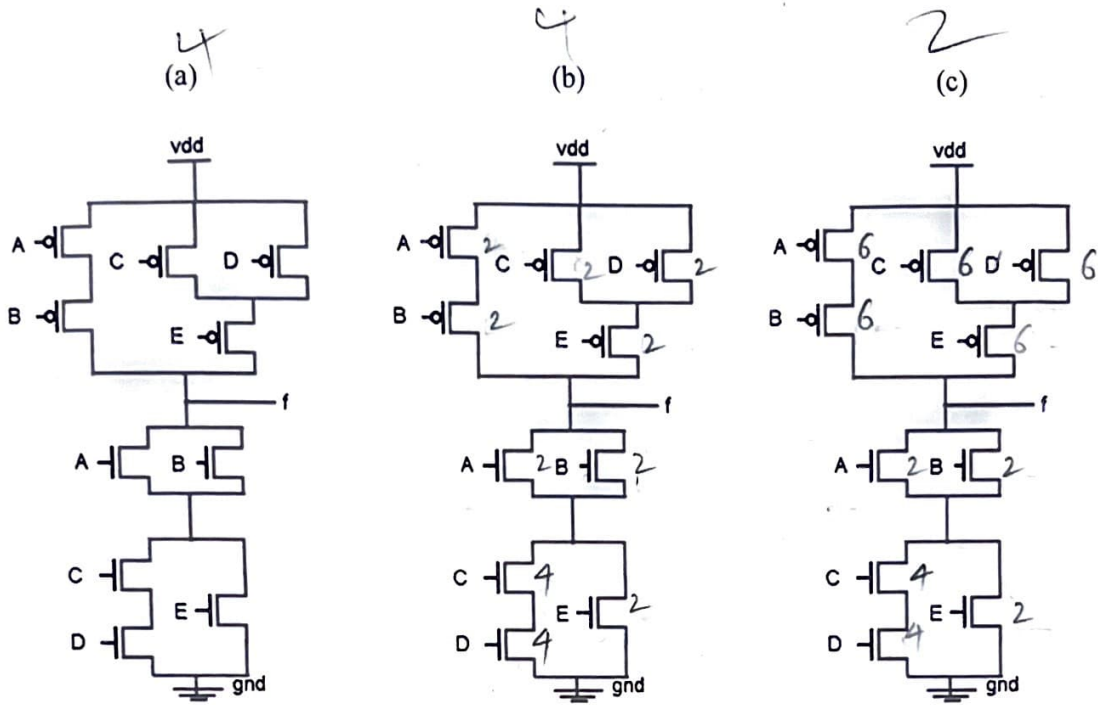 4 4 2
(a) (b) (c)
vdd vdd vdd
A C D A 2 C 2 D 2 A 6 C 6 D 6
B B 2 B 6
E E 2 E 6
f f f
A B A 2 B 2 A 2 B 2
C C 4 C 4
E E 2 E 2
D D 4 D 4
gnd gnd gnd